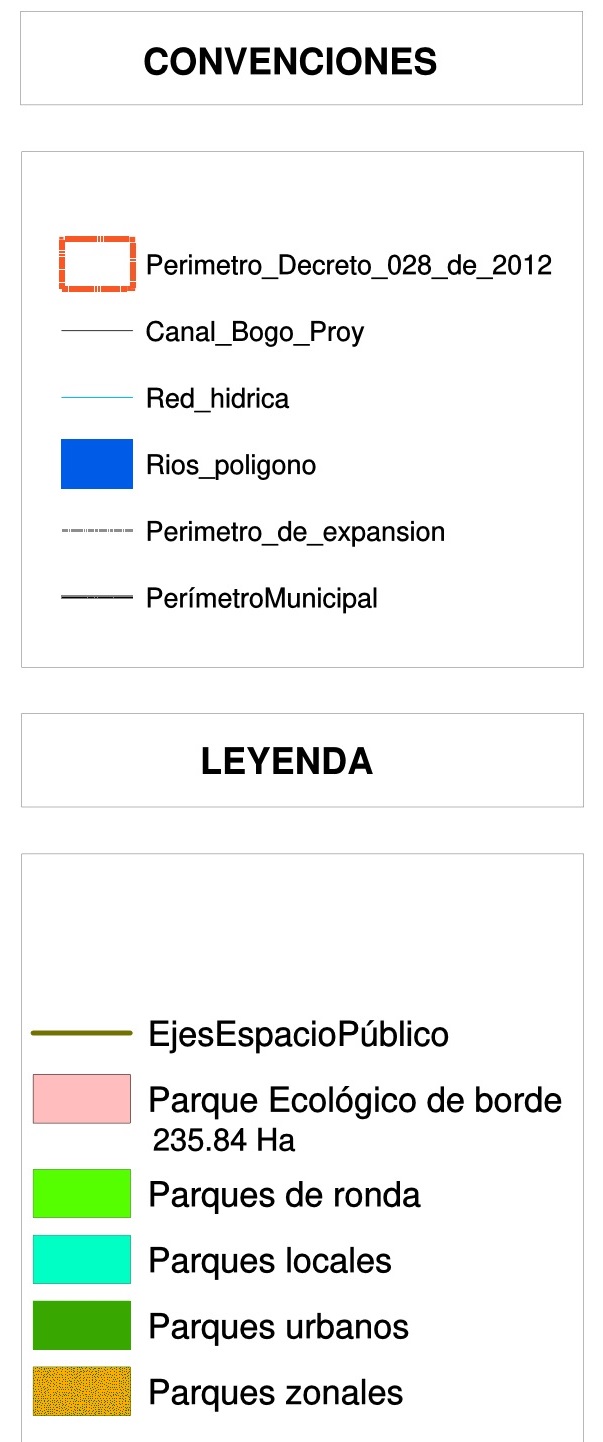 CONVENCIONES
Perimetro_Decreto_028_de_2012
Canal_Bogo_Proy
Red_hidrica
Rios_poligono
Perimetro_de_expansion
PerímetroMunicipal
LEYENDA
EjesEspacioPúblico
Parque Ecológico de borde
235.84 Ha
Parques de ronda
Parques locales
Parques urbanos
Parques zonales